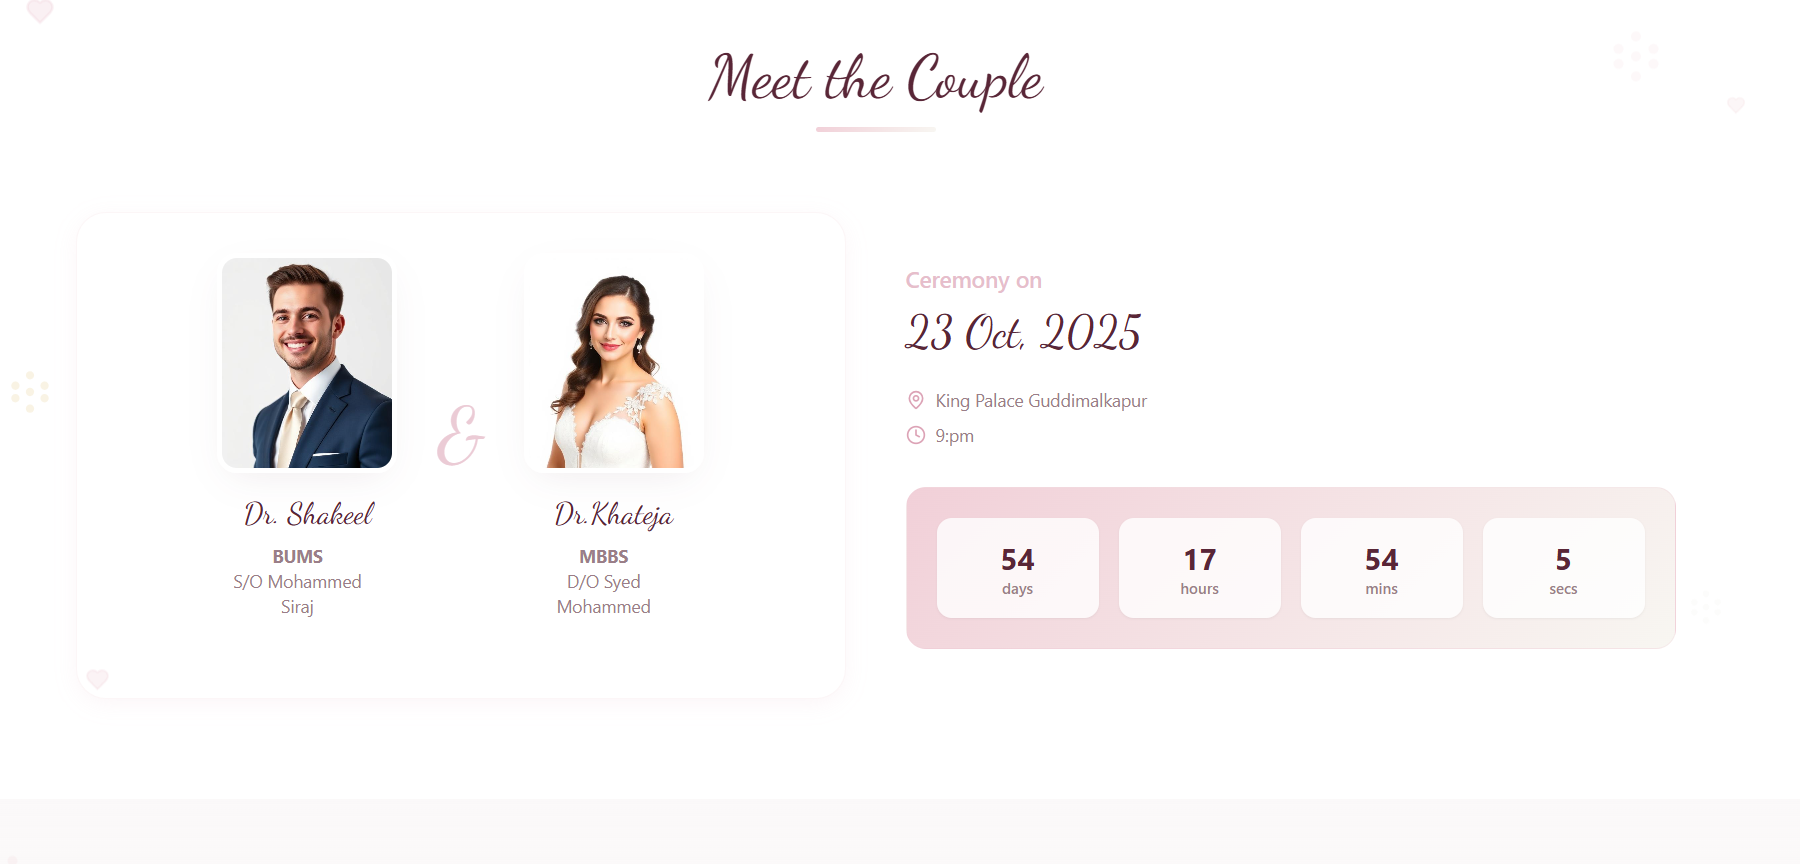 Meet the Couple
&
Dr. Shakeel
BUMS
S/O Mohammed
Siraj
Dr.Khateja
MBBS
D/O Syed
Mohammed
Ceremony on
23 Oct, 2025
King Palace Guddimalkapur
9:pm
54
days
17
hours
54
mins
5
secs